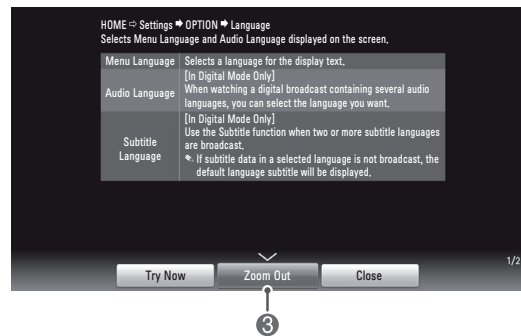 HOME ⇨ Settings ➡ OPTION ➡ Language
Selects Menu Language and Audio Language displayed on the screen.
Menu Language Selects a language for the display text.
[In Digital Mode Only]
Audio Language When watching a digital broadcast containing several audio
languages, you can select the language you want.
[In Digital Mode Only]
Use the Subtitle function when two or more subtitle languages
Subtitle are broadcast.
Language ✎ If subtitle data in a selected language is not broadcast, the
default language subtitle will be displayed.
1/2
Try Now Zoom Out Close
3